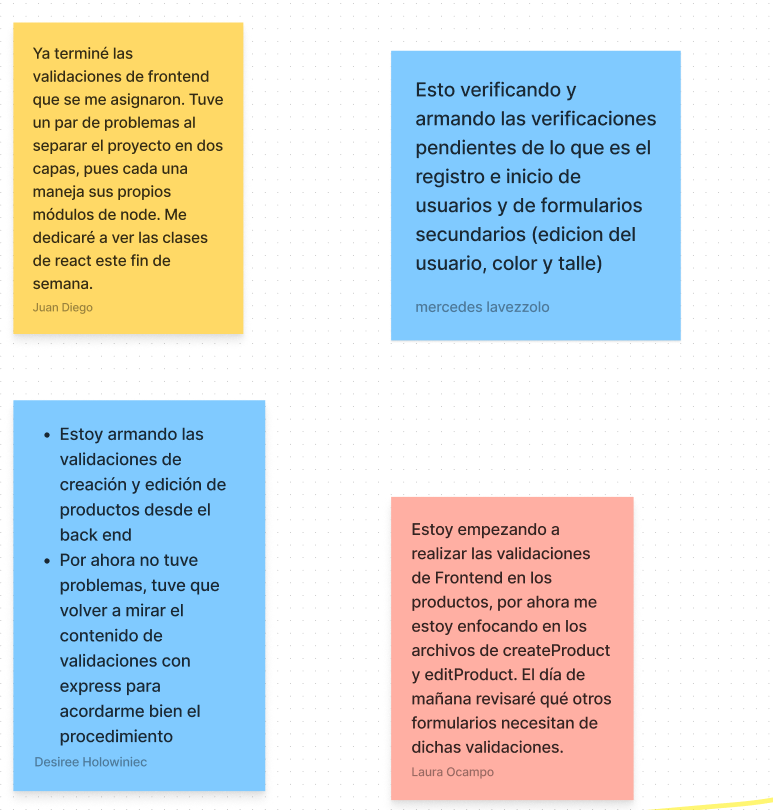 Ya terminé las
validaciones de frontend
que se me asignaron. Tuve
un par de problemas al
separar el proyecto en dos
capas, pues cada una
maneja sus propios
módulos de node. Me
dedicaré a ver las clases
de react este fin de
semana.
Juan Diego
Esto verificando y
armando las verificaciones
pendientes de lo que es el
registro e inicio de
usuarios y de formularios
secundarios (edicion del
usuario, color y talle)
mercedes lavezzolo
• Estoy armando las
validaciones de
creación y edición de
productos desde el
back end
• Por ahora no tuve
problemas, tuve que
volver a mirar el
contenido de
validaciones con
express para
acordarme bien el
procedimiento
Desiree Holowiniec
Estoy empezando a
realizar las validaciones
de Frontend en los
productos, por ahora me
estoy enfocando en los
archivos de createProduct
y editProduct. El día de
mañana revisaré qué otros
formularios necesitan de
dichas validaciones.
Laura Ocampo